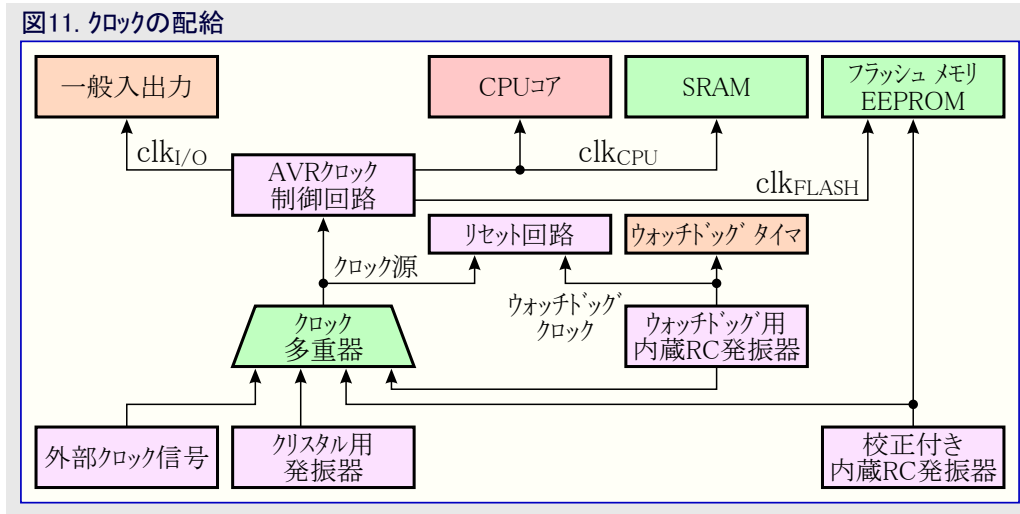 図11. クロックの配給
一般入出力
CPUコア
SRAM
フラッシュ メモリ
EEPROM
clkI/O
clkCPU
AVRクロック
制御回路
clkFLASH
リセット回路
ウォッチドッグ タイマ
クロック源
ウォッチドッグ
クロック
クロック
多重器
ウォッチドッグ用
内蔵RC発振器
外部クロック信号
クリスタル用
発振器
校正付き
内蔵RC発振器